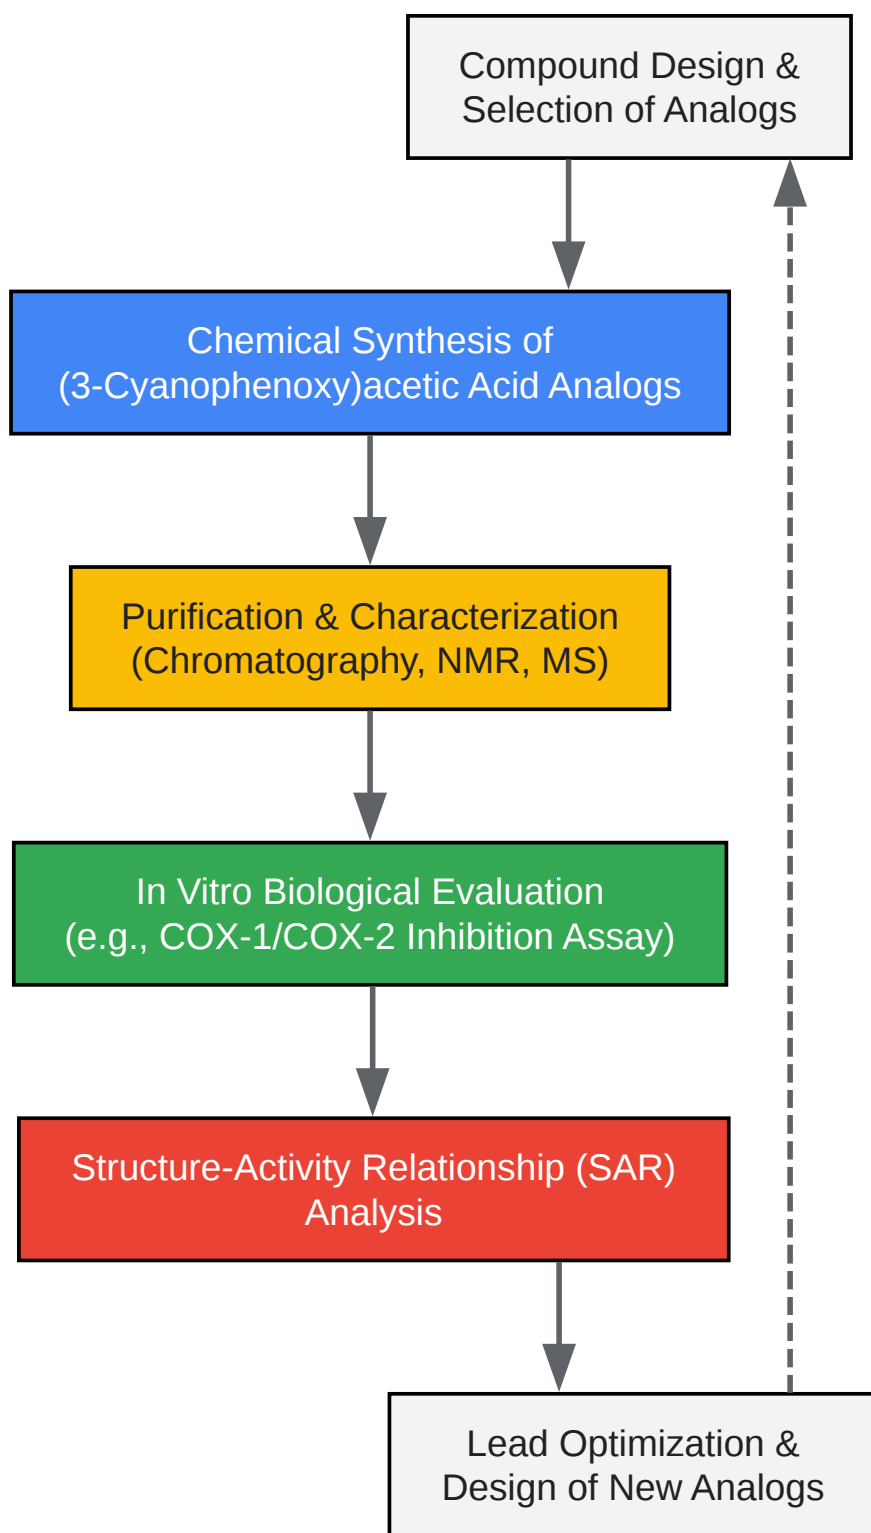 Compound Design &
Selection of Analogs
Chemical Synthesis of
(3-Cyanophenoxy)acetic Acid Analogs
Purification & Characterization
(Chromatography, NMR, MS)
In Vitro Biological Evaluation
(e.g., COX-1/COX-2 Inhibition Assay)
Structure-Activity Relationship (SAR)
Analysis
Lead Optimization &
Design of New Analogs